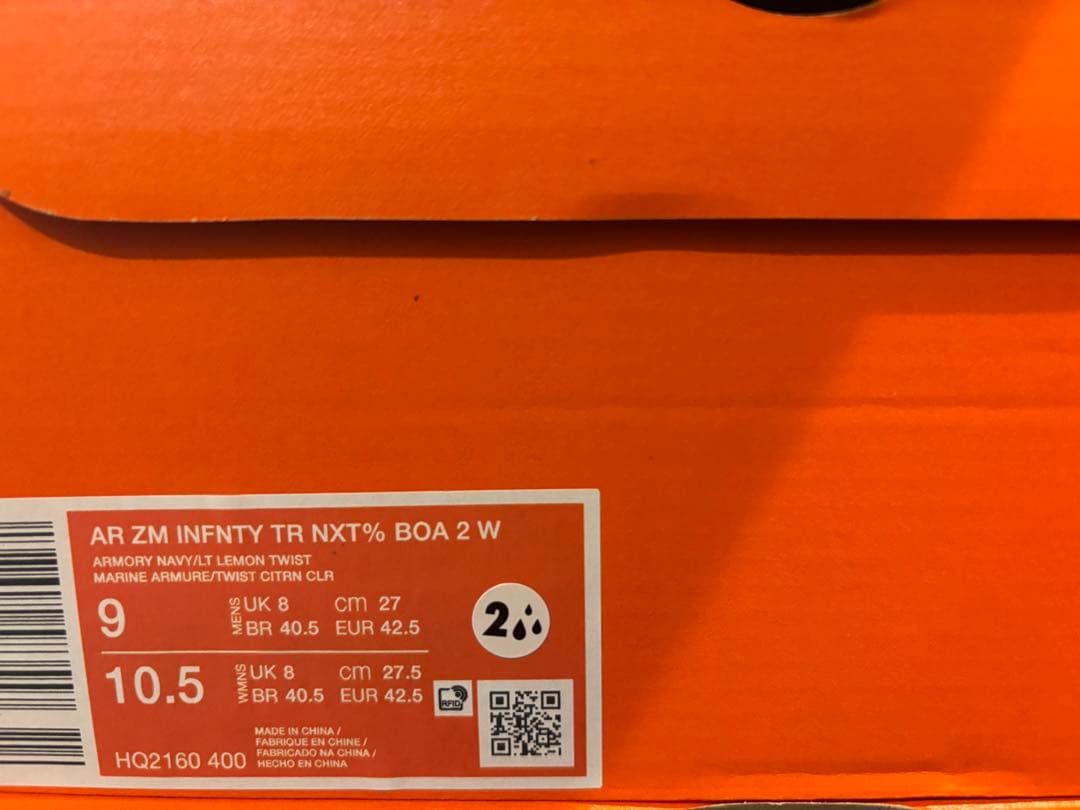 AR ZM INFNTY TR NXT% BOA 2 W
ARMORY NAVY/LT LEMON TWIST
MARINE ARMURE/TWIST CITRN CLR
9 MENS UK 8 cm 27
BR 40.5 EUR 42.5
10.5 WMNS UK 8 cm 27.5
BR 40.5 EUR 42.5
2
RFID
MADE IN CHINA /
FABRIQUE EN CHINE /
FABRICADO NA CHINA /
HECHO EN CHINA
HQ2160 400